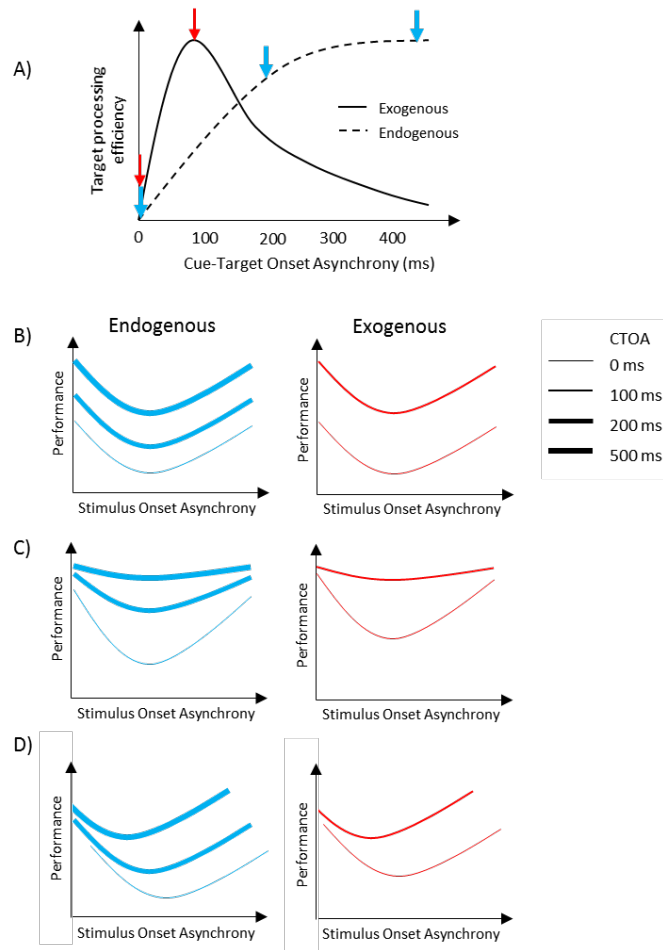 A)
Target processing
efficiency
Exogenous
Endogenous
0 100 200 300 400
Cue-Target Onset Asynchrony (ms)
Endogenous Exogenous
B)
Performance
Stimulus Onset Asynchrony
Performance
Stimulus Onset Asynchrony
CTOA
0 ms
100 ms
200 ms
500 ms
C)
Performance
Stimulus Onset Asynchrony
Performance
Stimulus Onset Asynchrony
D)
Performance
Stimulus Onset Asynchrony
Performance
Stimulus Onset Asynchrony